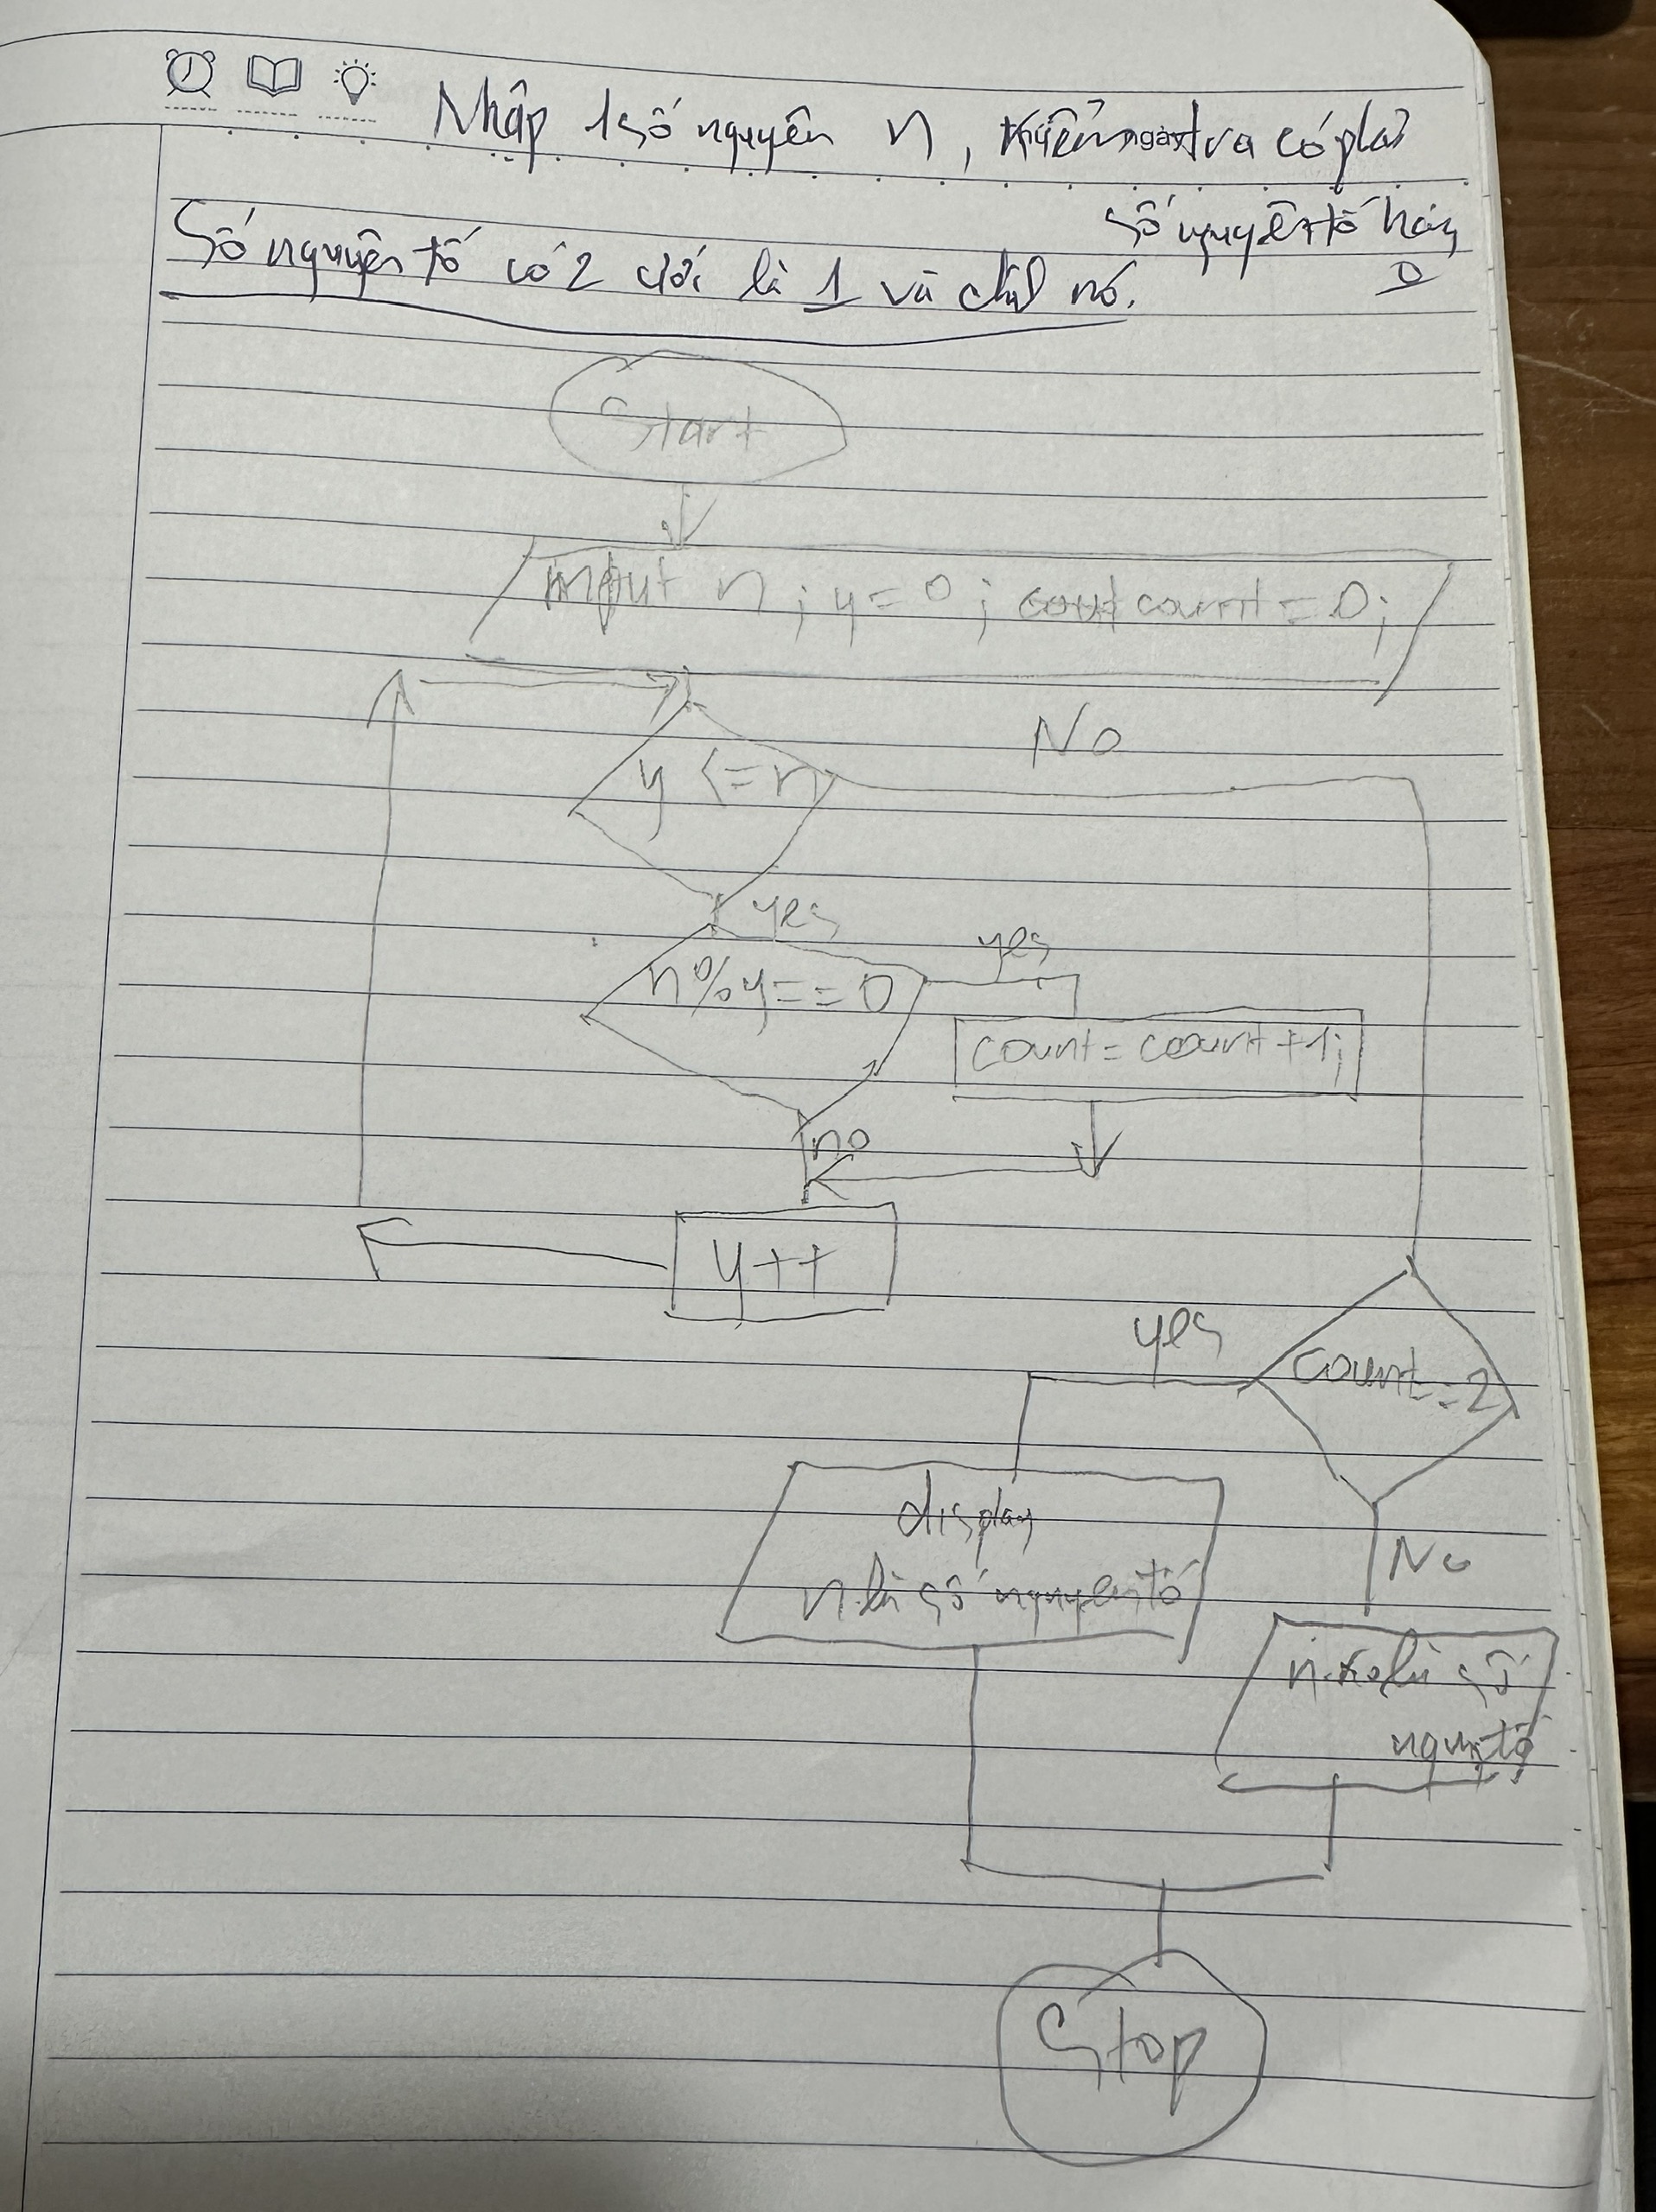 Nhập 1 số nguyên n, kiểm tra có phải
số nguyên tố hay
0
Số nguyên tố có 2 ước là 1 và chính nó.
Start
input n ; y = 0 ; count = 0 ;
y <= n
No
yes
n % y == 0
yes
count = count + 1;
no
y++
count = 2
yes
display
n là số nguyên tố
No
n ko là số
nguyên tố
Stop